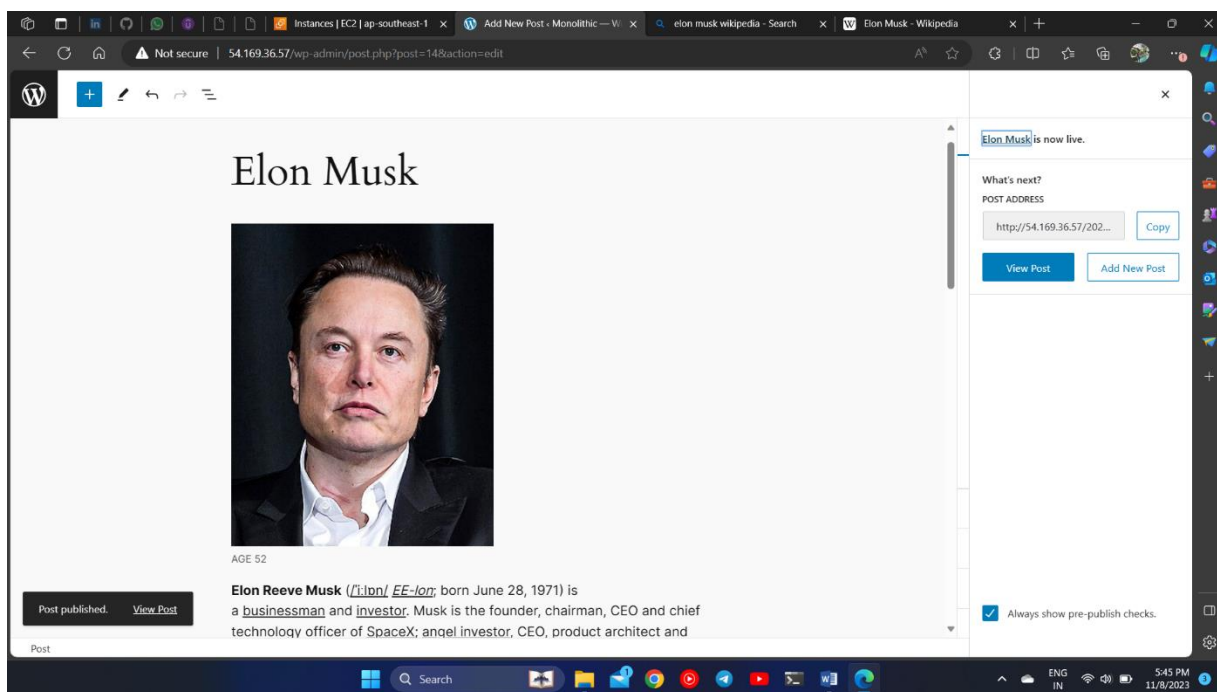 Instances | EC2 | ap-southeast-1
Add New Post ‹ Monolithic — W
elon musk wikipedia - Search
Elon Musk - Wikipedia
Not secure
54.169.36.57/wp-admin/post.php?post=14&action=edit
Elon Musk
AGE 52
Elon Reeve Musk (/ˈiːlɒn/ EE-lon; born June 28, 1971) is
a businessman and investor. Musk is the founder, chairman, CEO and chief
technology officer of SpaceX; angel investor, CEO, product architect and
Post published. View Post
Post
Elon Musk is now live.
What's next?
POST ADDRESS
http://54.169.36.57/202...
Copy
View Post
Add New Post
Always show pre-publish checks.
Search
ENG
IN
5:45 PM
11/8/2023
3